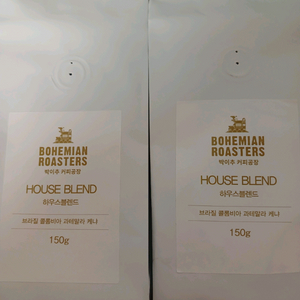 BOHEMIAN
ROASTERS
박이추 커피공장
HOUSE BLEND
하우스블렌드
브라질 콜롬비아 과테말라 케냐
150g
BOHEMIAN
ROASTERS
박이추 커피공장
HOUSE BLEND
하우스블렌드
브라질 콜롬비아 과테말라 케냐
150g